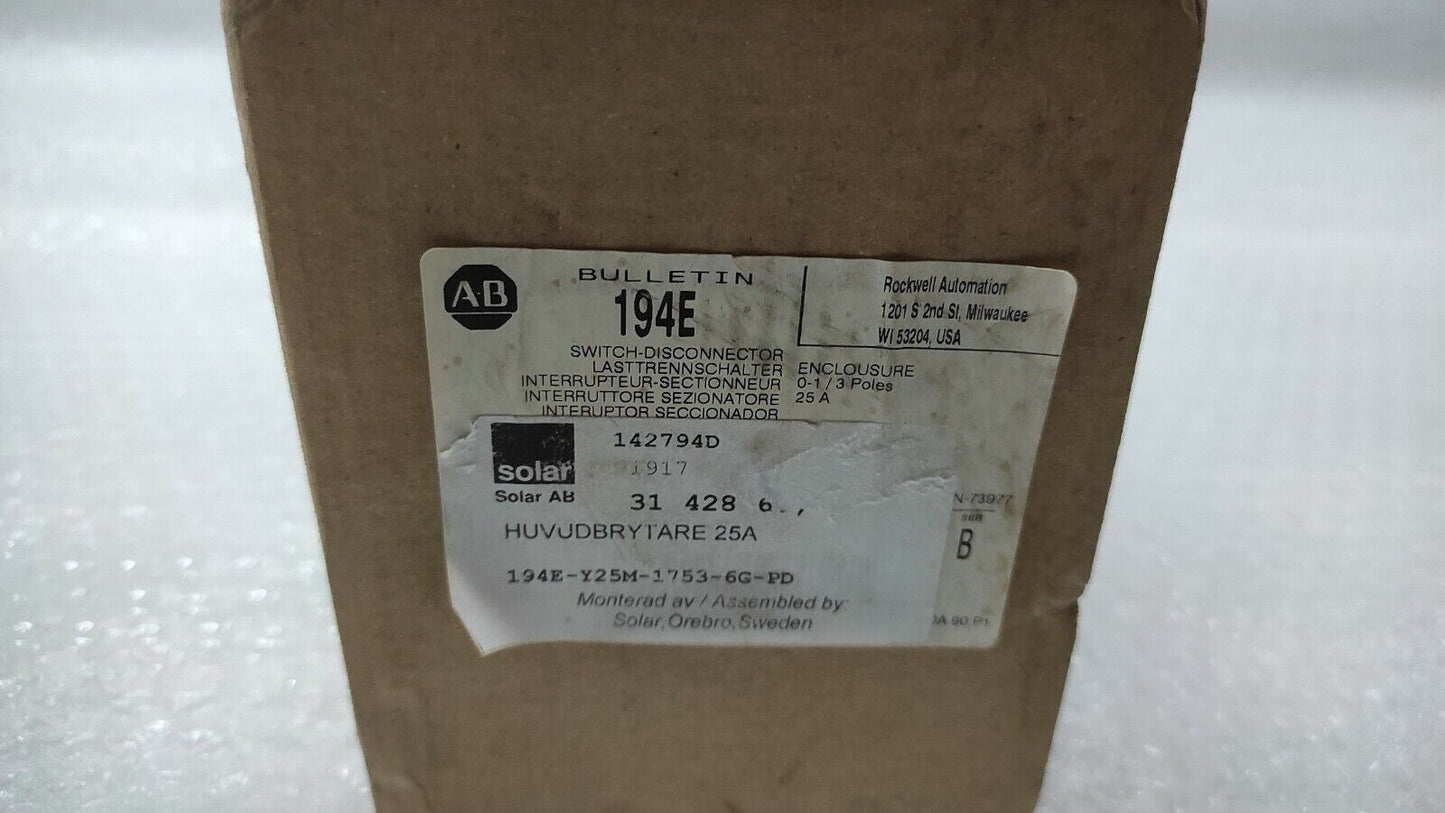 A-B
BULLETIN
194E
Rockwell Automation
1201 S 2nd St, Milwaukee
WI 53204, USA
SWITCH-DISCONNECTOR
LASTTRENNSCHALTER
INTERRUPTEUR-SECTIONNEUR
INTERRUTTORE SEZIONATORE
INTERUPTOR SECCIONADOR
ENCLOUSURE
0-1 / 3 Poles
25 A
solar
Solar AB
142794D
1917
31 428 6
HUVUDBRYTARE 25A
194E-Y25M-1753-6G-PD
Monterad av / Assembled by:
Solar, Örebro, Sweden
N-73977
SER
B